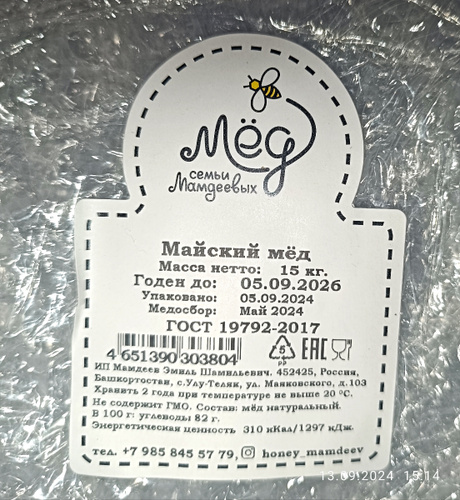 Мёд
семьи
Мамдеевых
Майский мёд
Масса нетто: 15 кг.
Годен до: 05.09.2026
Упаковано: 05.09.2024
Медосбор: Май 2024
ГОСТ 19792-2017
4 651390 303804
5
PP
EAC
ИП Мамдеев Эмиль Шамильевич. 452425, Россия,
Башкортостан, с.Улу-Теляк, ул. Маяковского, д.103
Хранить 2 года при температуре не выше 20 °С.
Не содержит ГМО. Состав: мёд натуральный.
В 100 г: углеводы 82 г.
Энергетическая ценность 310 кКал/1297 кДж.
тел. +7 985 845 57 79, honey_mamdeev
13.09.2024 15:14